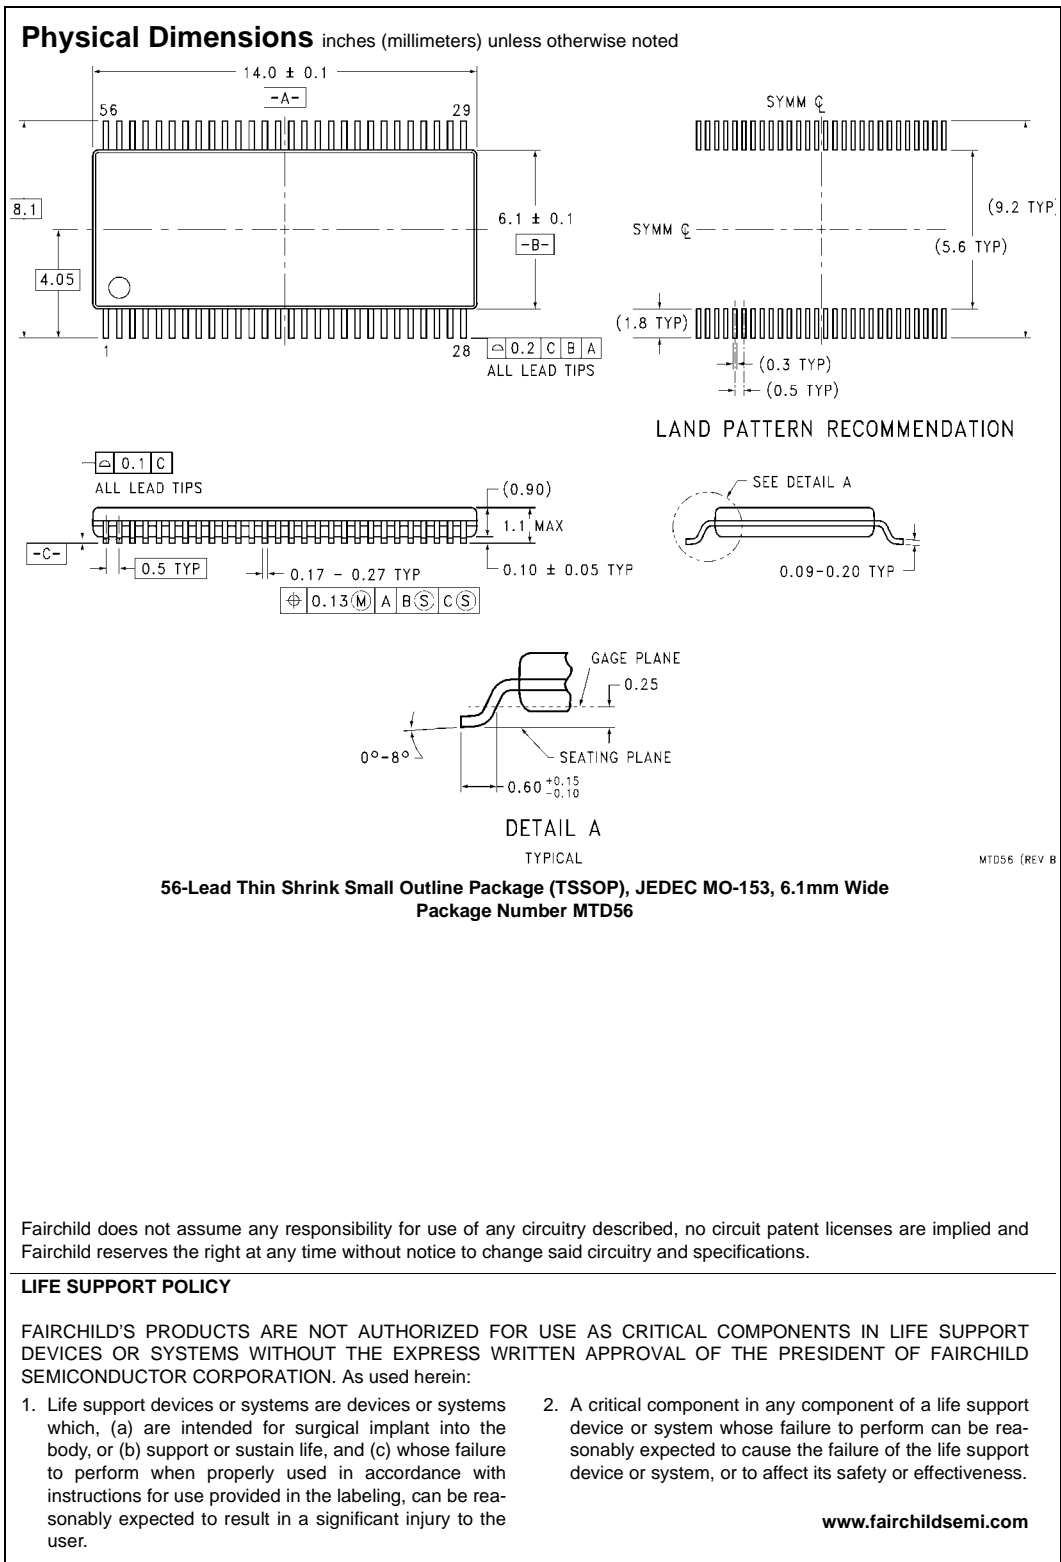 Physical Dimensions inches (millimeters) unless otherwise noted
14.0 ± 0.1
-A-
56
29
8.1
4.05
6.1 ± 0.1
-B-
1
28
⌓ 0.2 C B A
ALL LEAD TIPS
SYMM ℄
SYMM ℄
(9.2 TYP
(5.6 TYP)
(1.8 TYP)
(0.3 TYP)
(0.5 TYP)
LAND PATTERN RECOMMENDATION
⌓ 0.1 C
ALL LEAD TIPS
(0.90)
1.1 MAX
-C-
0.5 TYP
0.17 - 0.27 TYP
0.10 ± 0.05 TYP
⌖ 0.13 Ⓜ A B Ⓢ C Ⓢ
SEE DETAIL A
0.09-0.20 TYP
GAGE PLANE
0.25
0°-8°
SEATING PLANE
0.60 +0.15 -0.10
DETAIL A
TYPICAL
MTD56 (REV B
56-Lead Thin Shrink Small Outline Package (TSSOP), JEDEC MO-153, 6.1mm Wide
Package Number MTD56
Fairchild does not assume any responsibility for use of any circuitry described, no circuit patent licenses are implied and
Fairchild reserves the right at any time without notice to change said circuitry and specifications.
LIFE SUPPORT POLICY
FAIRCHILD'S PRODUCTS ARE NOT AUTHORIZED FOR USE AS CRITICAL COMPONENTS IN LIFE SUPPORT
DEVICES OR SYSTEMS WITHOUT THE EXPRESS WRITTEN APPROVAL OF THE PRESIDENT OF FAIRCHILD
SEMICONDUCTOR CORPORATION. As used herein:
1. Life support devices or systems are devices or systems
which, (a) are intended for surgical implant into the
body, or (b) support or sustain life, and (c) whose failure
to perform when properly used in accordance with
instructions for use provided in the labeling, can be rea-
sonably expected to result in a significant injury to the
user.
2. A critical component in any component of a life support
device or system whose failure to perform can be rea-
sonably expected to cause the failure of the life support
device or system, or to affect its safety or effectiveness.
www.fairchildsemi.com